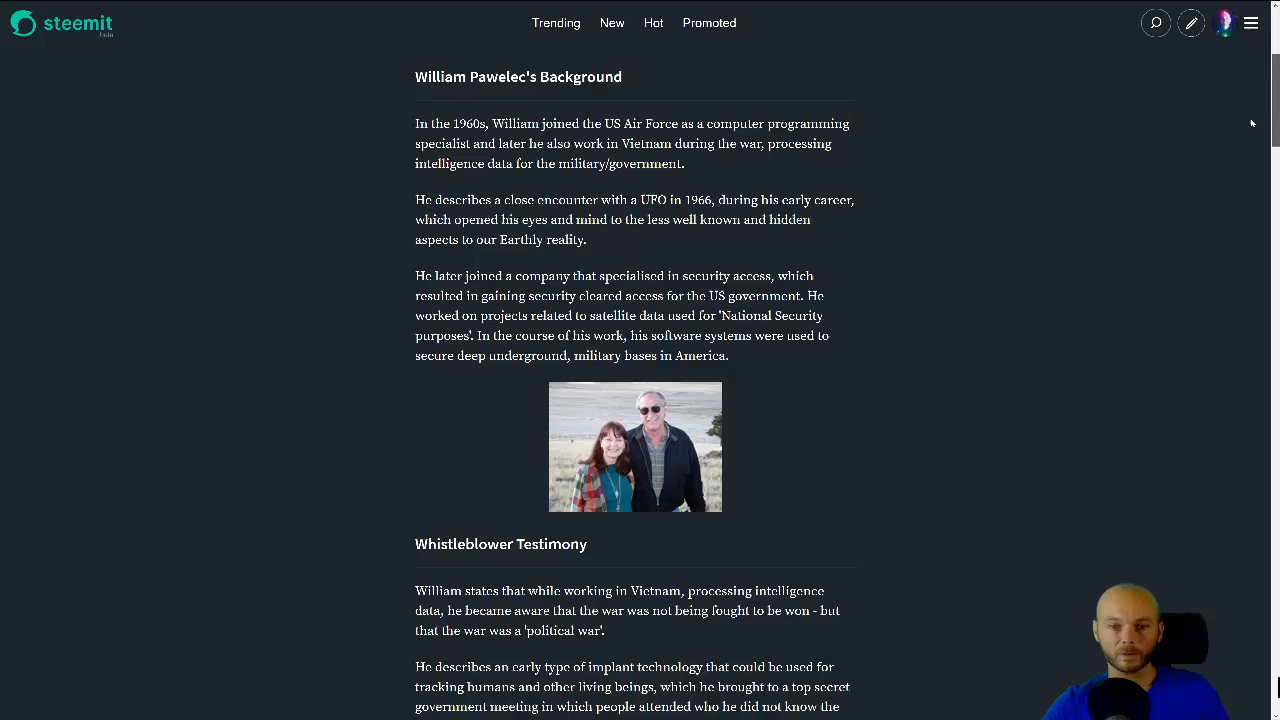 steemit
beta
Trending New Hot Promoted
William Pawelec's Background
In the 1960s, William joined the US Air Force as a computer programming
specialist and later he also work in Vietnam during the war, processing
intelligence data for the military/government.
He describes a close encounter with a UFO in 1966, during his early career,
which opened his eyes and mind to the less well known and hidden
aspects to our Earthly reality.
He later joined a company that specialised in security access, which
resulted in gaining security cleared access for the US government. He
worked on projects related to satellite data used for 'National Security
purposes'. In the course of his work, his software systems were used to
secure deep underground, military bases in America.
Whistleblower Testimony
William states that while working in Vietnam, processing intelligence
data, he became aware that the war was not being fought to be won - but
that the war was a 'political war'.
He describes an early type of implant technology that could be used for
tracking humans and other living beings, which he brought to a top secret
government meeting in which people attended who he did not know the